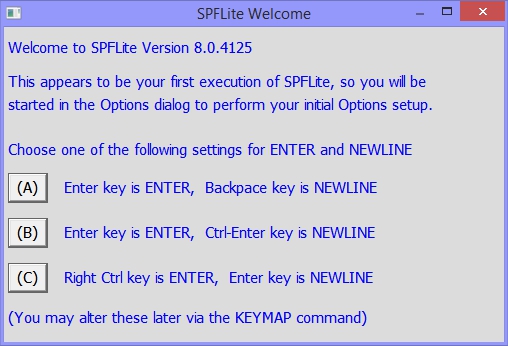 SPFLite Welcome
Welcome to SPFLite Version 8.0.4125
This appears to be your first execution of SPFLite, so you will be
started in the Options dialog to perform your initial Options setup.
Choose one of the following settings for ENTER and NEWLINE
(A) Enter key is ENTER, Backpace key is NEWLINE
(B) Enter key is ENTER, Ctrl-Enter key is NEWLINE
(C) Right Ctrl key is ENTER, Enter key is NEWLINE
(You may alter these later via the KEYMAP command)